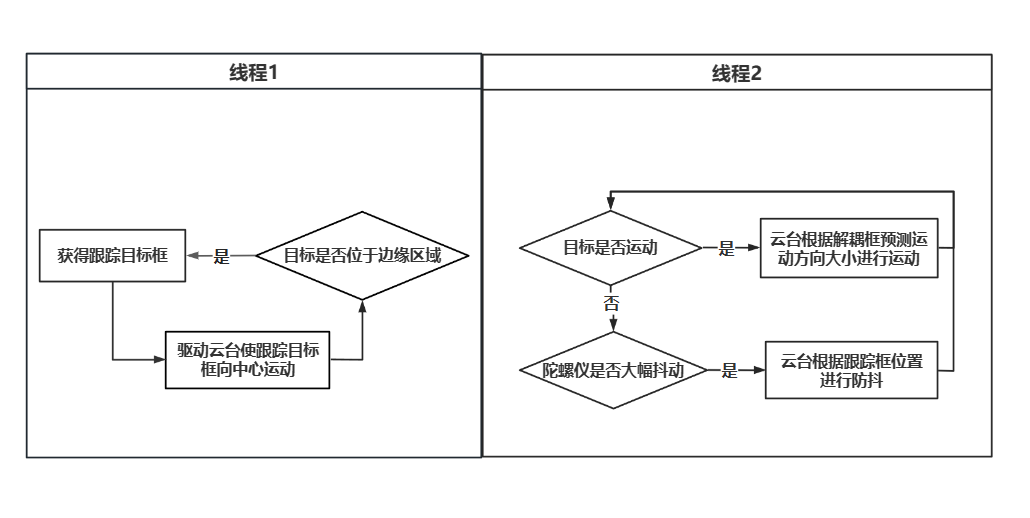 线程1
获得跟踪目标框
是
目标是否位于边缘区域
驱动云台使跟踪目标
框向中心运动
线程2
目标是否运动
是
云台根据解耦框预测运
动方向大小进行运动
否
陀螺仪是否大幅抖动
是
云台根据跟踪框位置
进行防抖